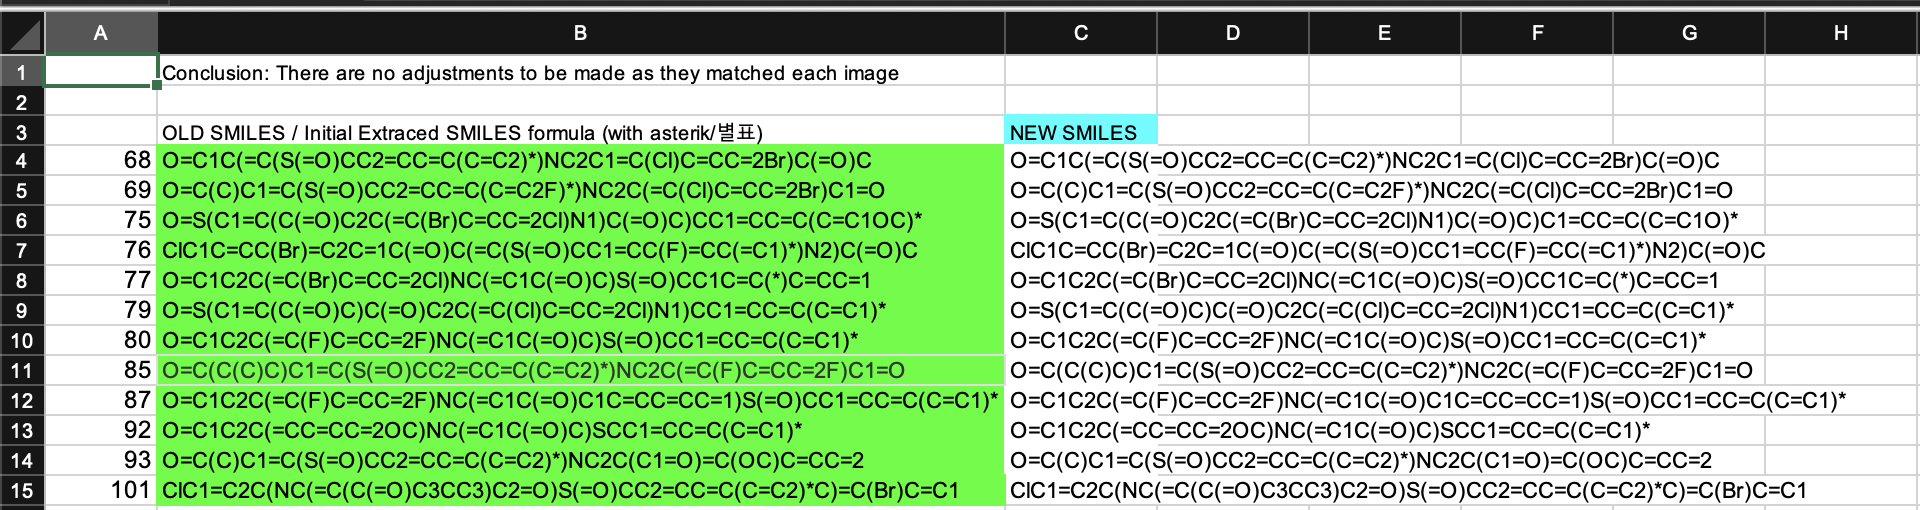 A B C D E F G H
1 Conclusion: There are no adjustments to be made as they matched each image
2
3 OLD SMILES / Initial Extraced SMILES formula (with asterik/별표) NEW SMILES
4 68 O=C1C(=C(S(=O)CC2=CC=C(C=C2)*)NC2C1=C(Cl)C=CC=2Br)C(=O)C O=C1C(=C(S(=O)CC2=CC=C(C=C2)*)NC2C1=C(Cl)C=CC=2Br)C(=O)C
5 69 O=C(C)C1=C(S(=O)CC2=CC=C(C=C2F)*)NC2C(=C(Cl)C=CC=2Br)C1=O O=C(C)C1=C(S(=O)CC2=CC=C(C=C2F)*)NC2C(=C(Cl)C=CC=2Br)C1=O
6 75 O=S(C1=C(C(=O)C2C(=C(Br)C=CC=2Cl)N1)C(=O)C)CC1=CC=C(C=C1OC)* O=S(C1=C(C(=O)C2C(=C(Br)C=CC=2Cl)N1)C(=O)C)C1=CC=C(C=C1O)*
7 76 ClC1C=CC(Br)=C2C=1C(=O)C(=C(S(=O)CC1=CC(F)=CC(=C1)*)N2)C(=O)C ClC1C=CC(Br)=C2C=1C(=O)C(=C(S(=O)CC1=CC(F)=CC(=C1)*)N2)C(=O)C
8 77 O=C1C2C(=C(Br)C=CC=2Cl)NC(=C1C(=O)C)S(=O)CC1C=C(*)C=CC=1 O=C1C2C(=C(Br)C=CC=2Cl)NC(=C1C(=O)C)S(=O)CC1C=C(*)C=CC=1
9 79 O=S(C1=C(C(=O)C)C(=O)C2C(=C(Cl)C=CC=2Cl)N1)CC1=CC=C(C=C1)* O=S(C1=C(C(=O)C)C(=O)C2C(=C(Cl)C=CC=2Cl)N1)CC1=CC=C(C=C1)*
10 80 O=C1C2C(=C(F)C=CC=2F)NC(=C1C(=O)C)S(=O)CC1=CC=C(C=C1)* O=C1C2C(=C(F)C=CC=2F)NC(=C1C(=O)C)S(=O)CC1=CC=C(C=C1)*
11 85 O=C(C(C)C)C1=C(S(=O)CC2=CC=C(C=C2)*)NC2C(=C(F)C=CC=2F)C1=O O=C(C(C)C)C1=C(S(=O)CC2=CC=C(C=C2)*)NC2C(=C(F)C=CC=2F)C1=O
12 87 O=C1C2C(=C(F)C=CC=2F)NC(=C1C(=O)C1C=CC=CC=1)S(=O)CC1=CC=C(C=C1)* O=C1C2C(=C(F)C=CC=2F)NC(=C1C(=O)C1C=CC=CC=1)S(=O)CC1=CC=C(C=C1)*
13 92 O=C1C2C(=CC=CC=2OC)NC(=C1C(=O)C)SCC1=CC=C(C=C1)* O=C1C2C(=CC=CC=2OC)NC(=C1C(=O)C)SCC1=CC=C(C=C1)*
14 93 O=C(C)C1=C(S(=O)CC2=CC=C(C=C2)*)NC2C(C1=O)=C(OC)C=CC=2 O=C(C)C1=C(S(=O)CC2=CC=C(C=C2)*)NC2C(C1=O)=C(OC)C=CC=2
15 101 ClC1=C2C(NC(=C(C(=O)C3CC3)C2=O)S(=O)CC2=CC=C(C=C2)*C)=C(Br)C=C1 ClC1=C2C(NC(=C(C(=O)C3CC3)C2=O)S(=O)CC2=CC=C(C=C2)*C)=C(Br)C=C1